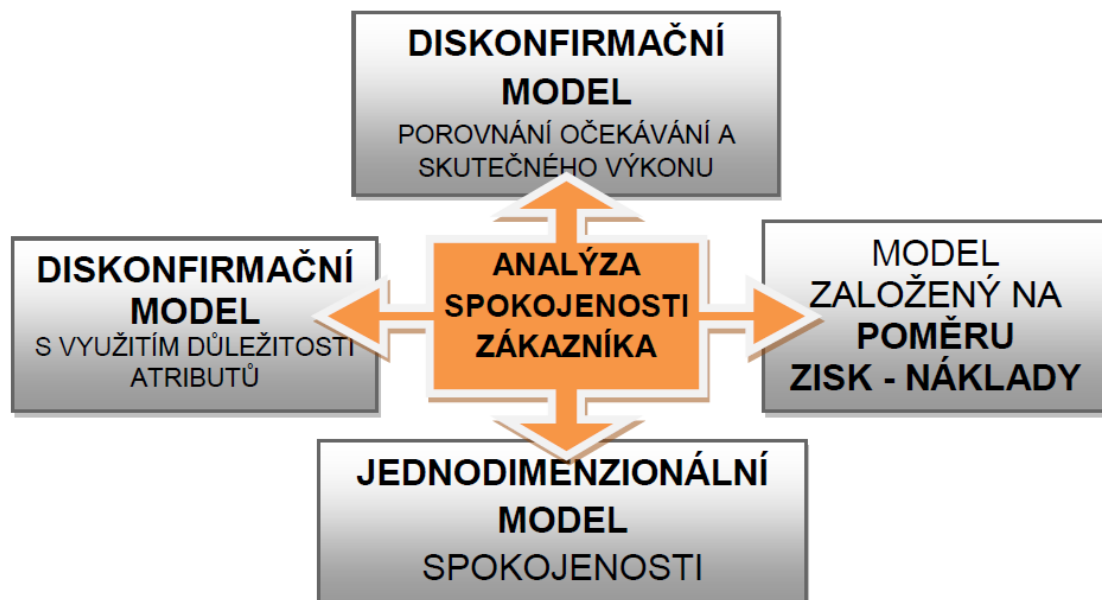 DISKONFIRMAČNÍ
MODEL
POROVNÁNÍ OČEKÁVÁNÍ A
SKUTEČNÉHO VÝKONU
DISKONFIRMAČNÍ
MODEL
S VYUŽITÍM DŮLEŽITOSTI
ATRIBUTŮ
ANALÝZA
SPOKOJENOSTI
ZÁKAZNÍKA
MODEL
ZALOŽENÝ NA
POMĚRU
ZISK - NÁKLADY
JEDNODIMENZIONÁLNÍ
MODEL
SPOKOJENOSTI